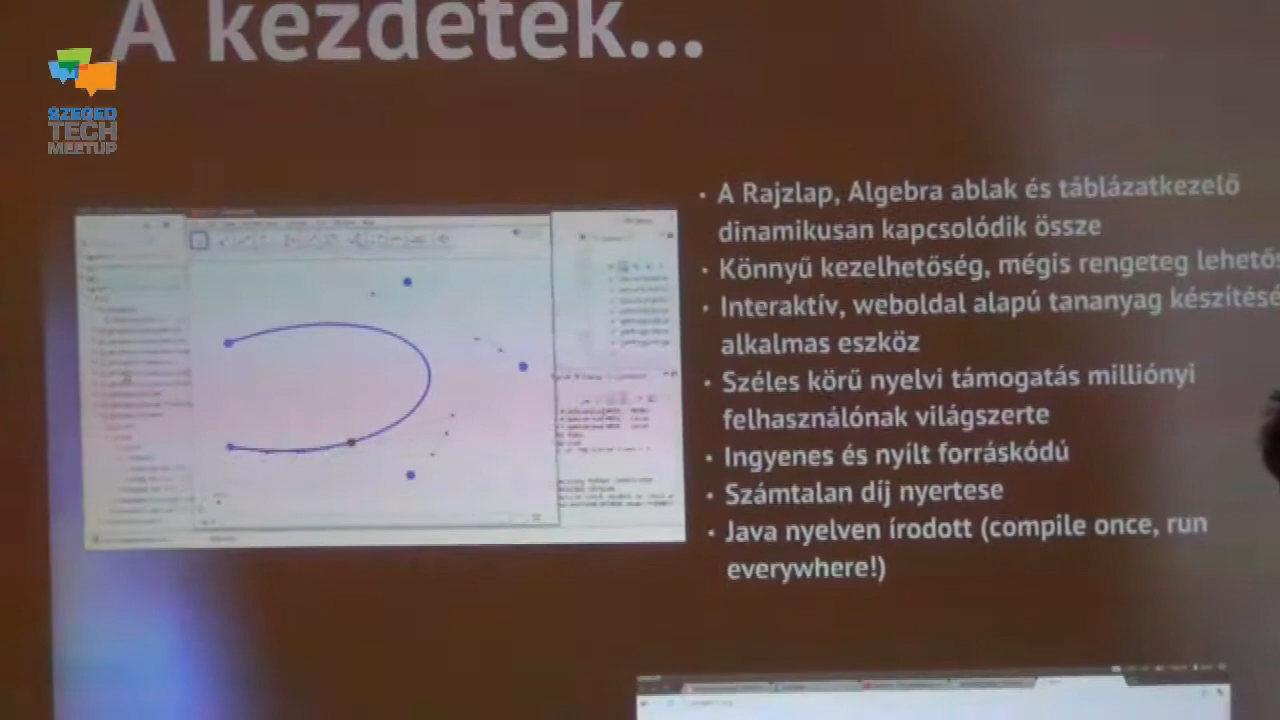 A kezdetek...
SZEGED
TECH
MEETUP
• A Rajzlap, Algebra ablak és táblázatkezelő
dinamikusan kapcsolódik össze
• Könnyű kezelhetőség, mégis rengeteg
• Interaktív, weboldal alapú tananyag
alkalmas eszköz
• Széles körű nyelvi támogatás milliónyi
felhasználónak világszerte
• Ingyenes és nyílt forráskódú
• Számtalan díj nyertese
• Java nyelven írodott (compile once, run
everywhere!)